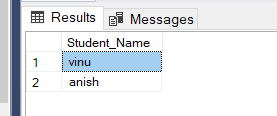 Results Messages
Student_Name
1 vinu
2 anish